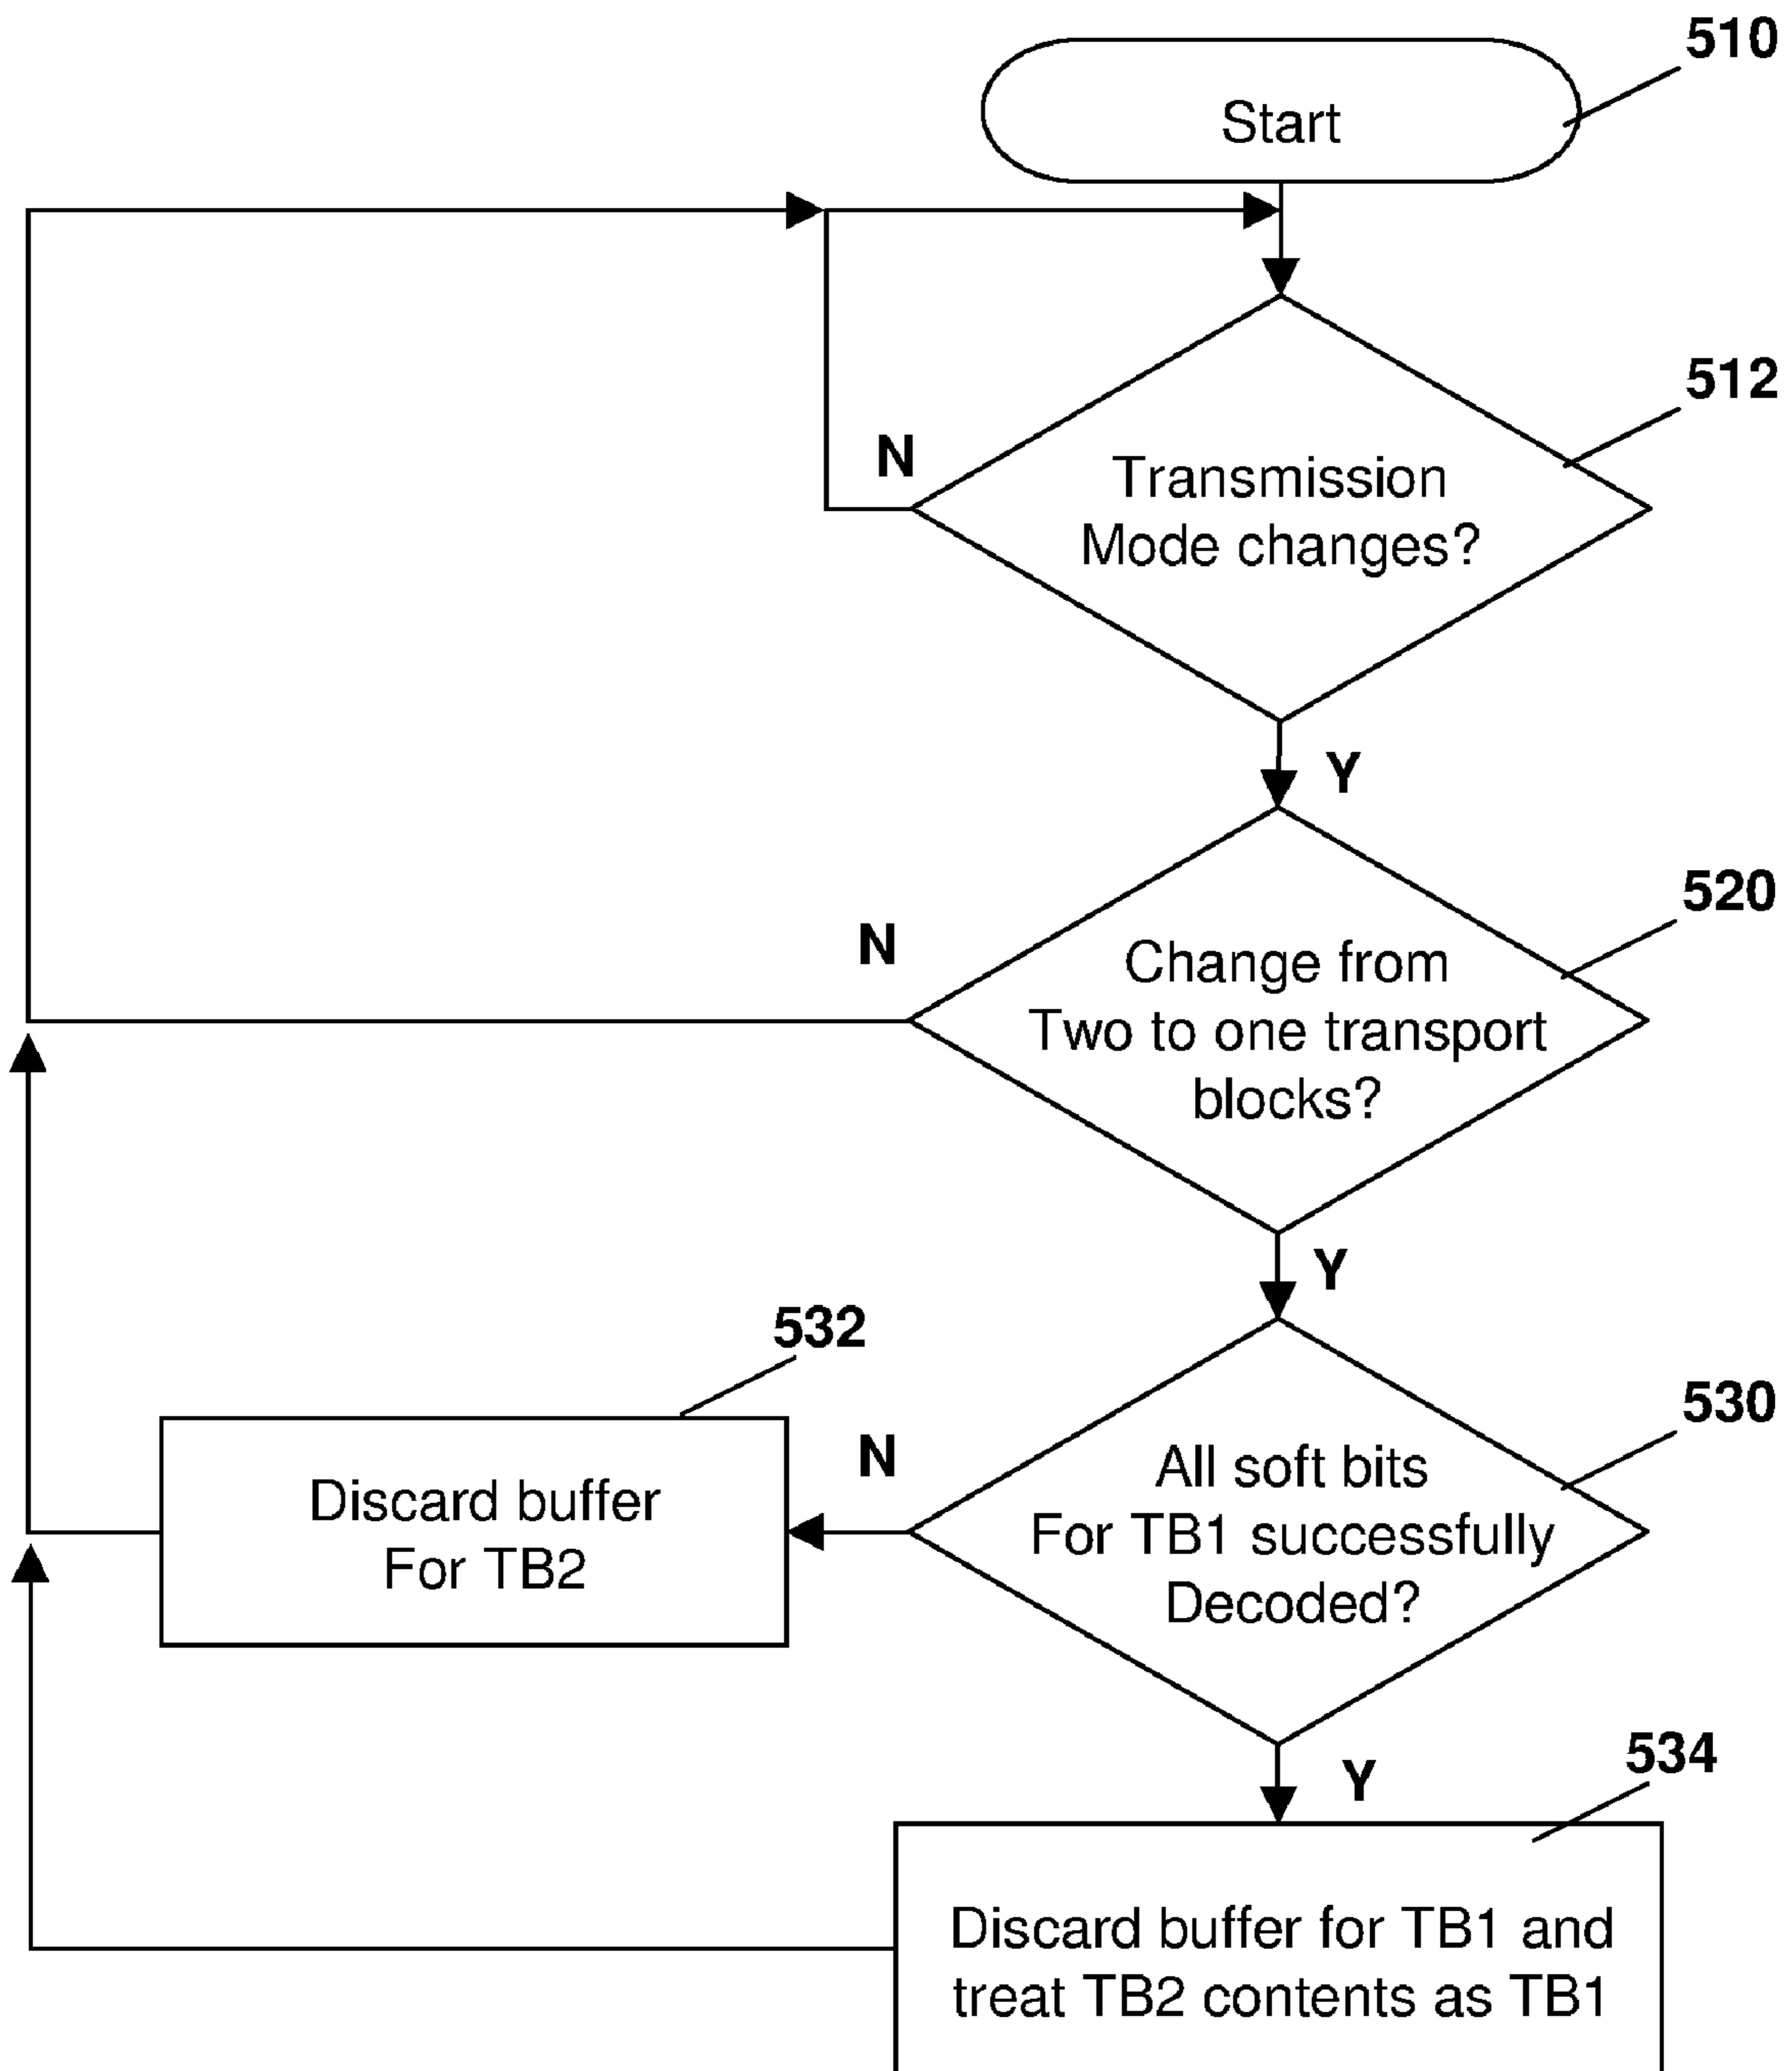 510
Start
512
N
Transmission
Mode changes?
Y
520
N
Change from
Two to one transport
blocks?
Y
532
530
Discard buffer
For TB2
N
All soft bits
For TB1 successfully
Decoded?
Y
534
Discard buffer for TB1 and
treat TB2 contents as TB1